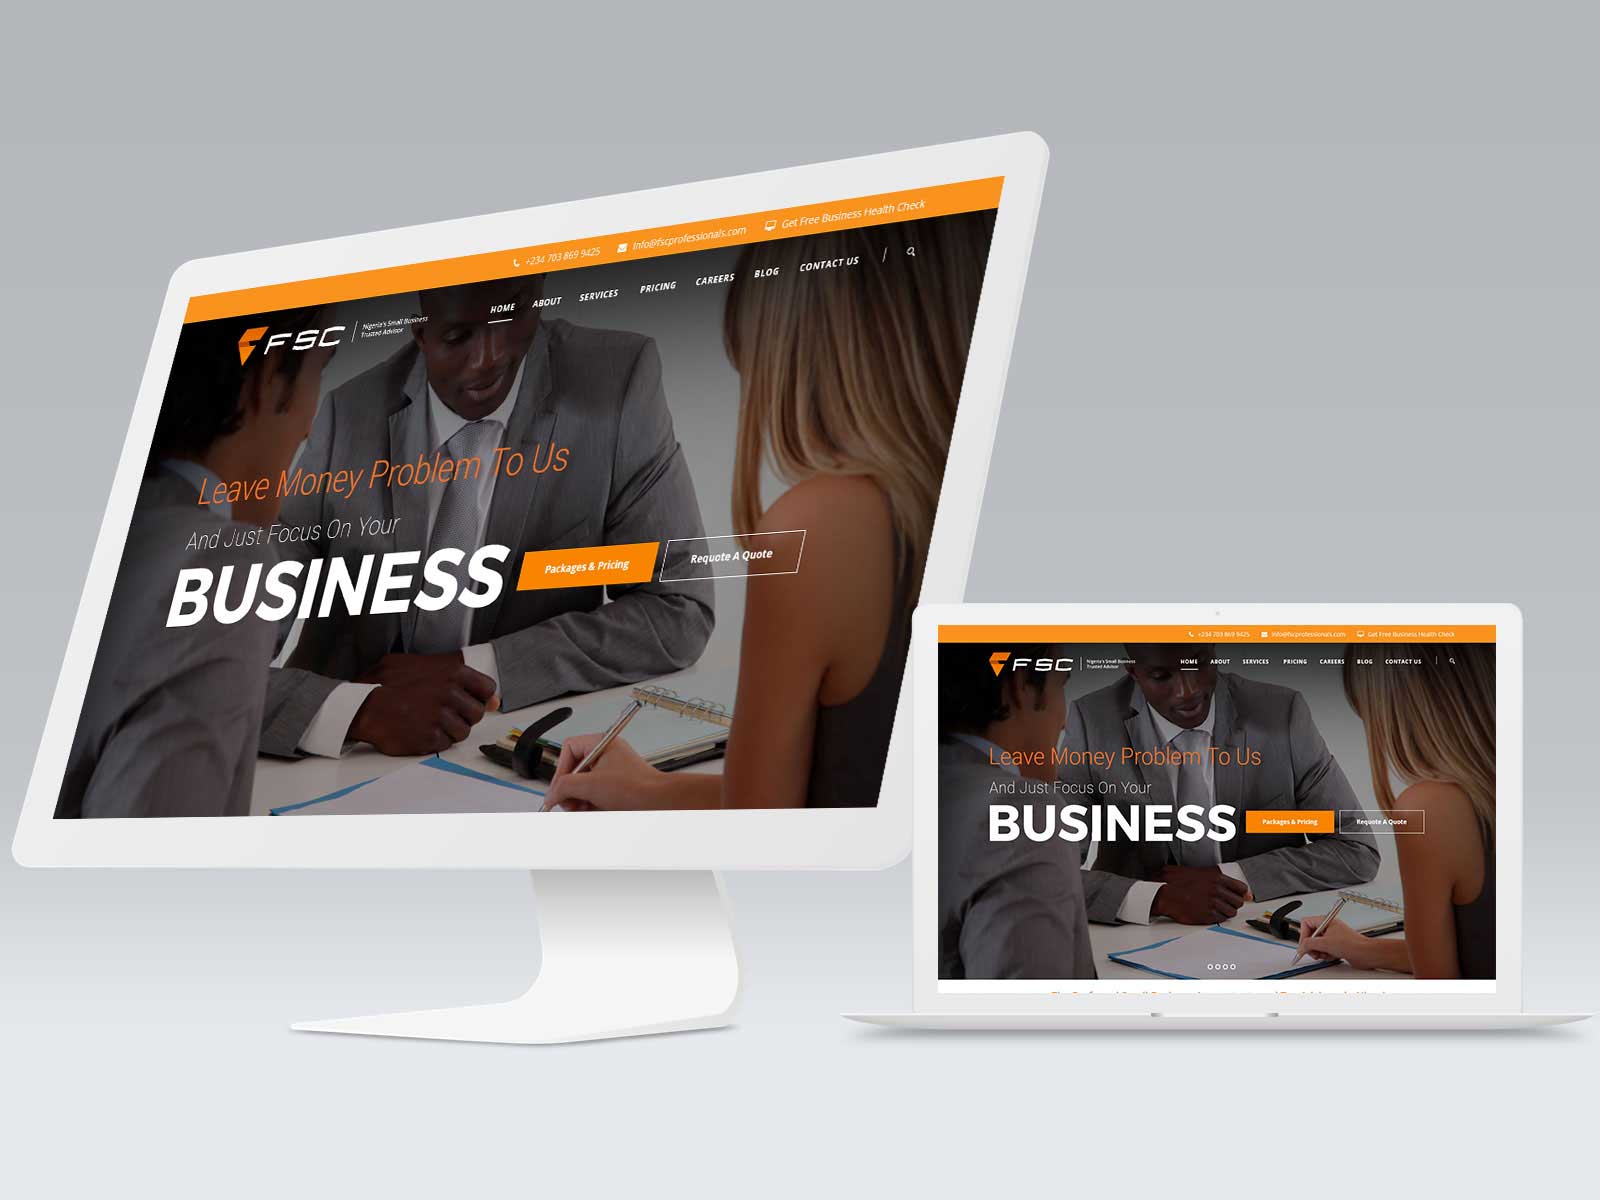 +234 703 869 9425 Info@fscprofessionals.com Get Free Business Health Check
HOME ABOUT SERVICES PRICING CAREERS BLOG CONTACT US
FSC
Nigeria's Small Business
Trusted Advisor
Leave Money Problem To Us
And Just Focus On Your
BUSINESS
Packages & Pricing
Requote A Quote
+234 703 869 9425 Info@fscprofessionals.com Get Free Business Health Check
FSC
Nigeria's Small Business
Trusted Advisor
HOME ABOUT SERVICES PRICING CAREERS BLOG CONTACT US
Leave Money Problem To Us
And Just Focus On Your
BUSINESS
Packages & Pricing
Requote A Quote